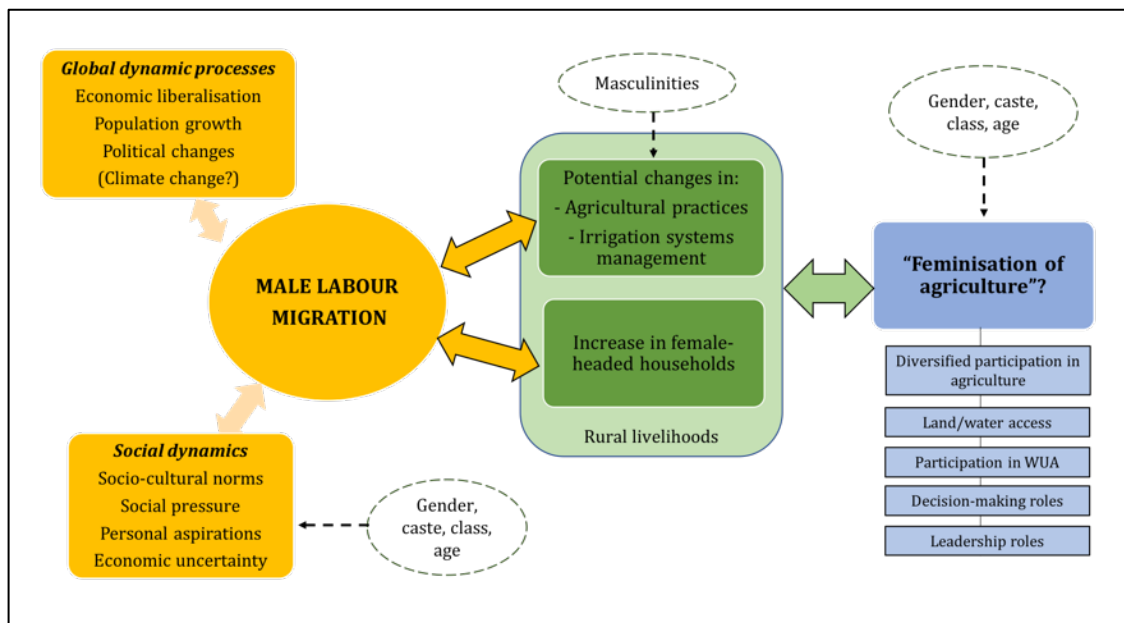 Global dynamic processes
Economic liberalisation
Population growth
Political changes
(Climate change?)
MALE LABOUR
MIGRATION
Social dynamics
Socio-cultural norms
Social pressure
Personal aspirations
Economic uncertainty
Gender,
caste, class,
age
Masculinities
Potential changes in:
- Agricultural practices
- Irrigation systems
management
Increase in female-
headed households
Rural livelihoods
Gender, caste,
class, age
“Feminisation of
agriculture”?
Diversified participation in
agriculture
Land/water access
Participation in WUA
Decision-making roles
Leadership roles